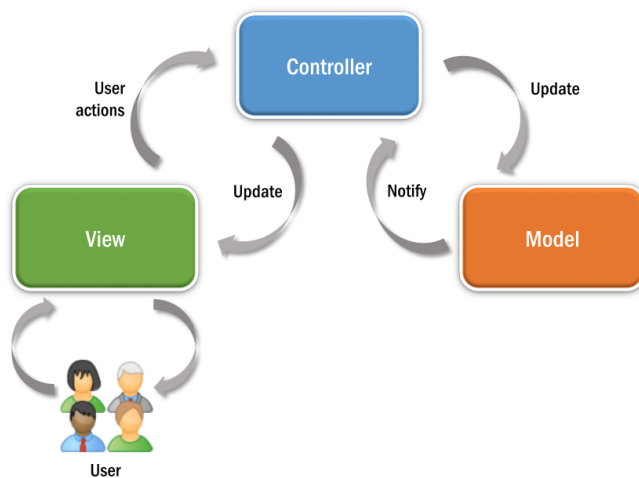 Controller
User
actions
Update
Update
Notify
View
Model
User